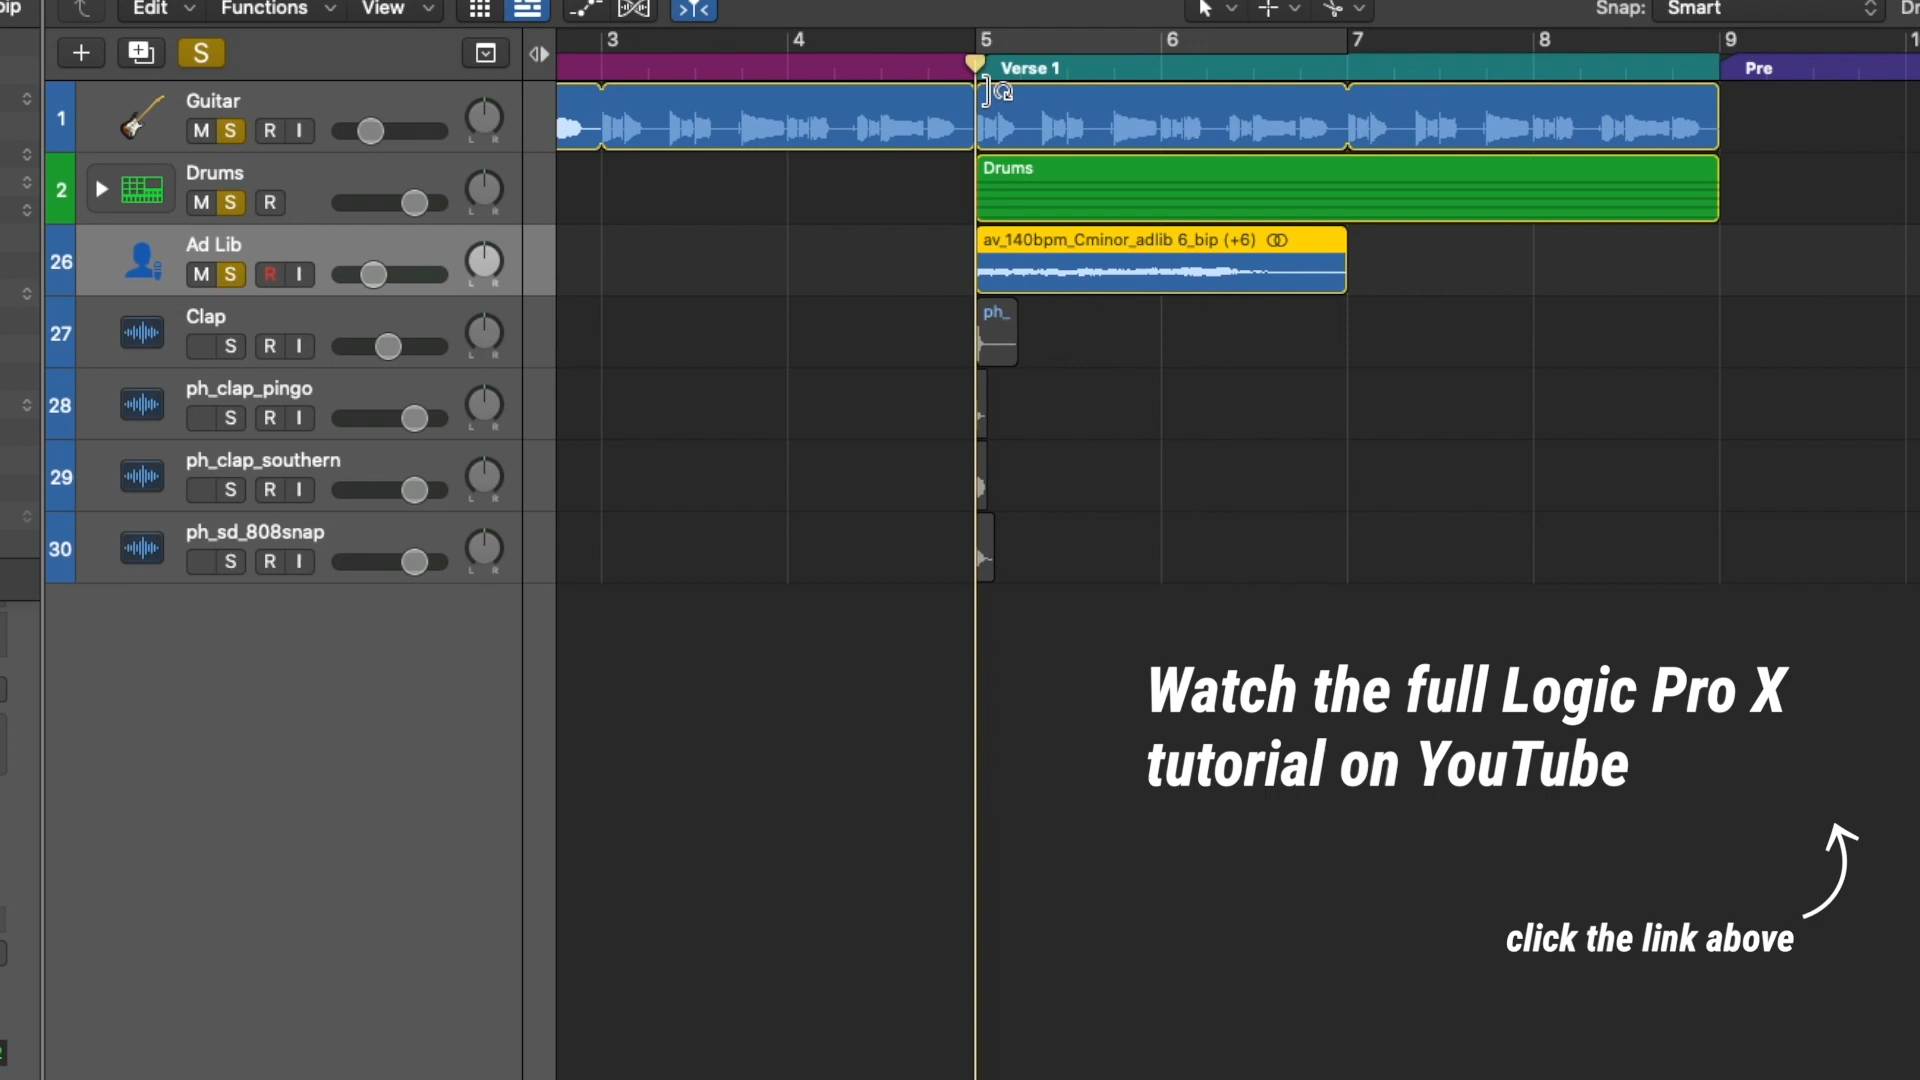 Edit Functions View Snap: Smart
S 3 4 5 6 7 8 9
Verse 1 Pre
1 Guitar
M S R I L R
2 Drums
M S R L R
Drums
26 Ad Lib
M S R I L R
av_140bpm_Cminor_adlib 6_bip (+6)
27 Clap
S R I L R
ph_
28 ph_clap_pingo
S R I L R
29 ph_clap_southern
S R I L R
30 ph_sd_808snap
S R I L R
Watch the full Logic Pro X
tutorial on YouTube
click the link above